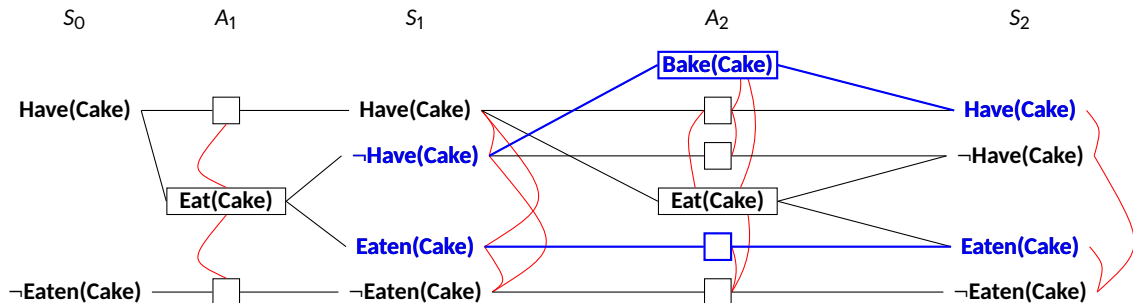 S0 A1 S1 A2 S2
Bake(Cake)
Have(Cake) Have(Cake) Have(Cake)
¬Have(Cake) ¬Have(Cake)
Eat(Cake) Eat(Cake)
Eaten(Cake) Eaten(Cake)
¬Eaten(Cake) ¬Eaten(Cake) ¬Eaten(Cake)